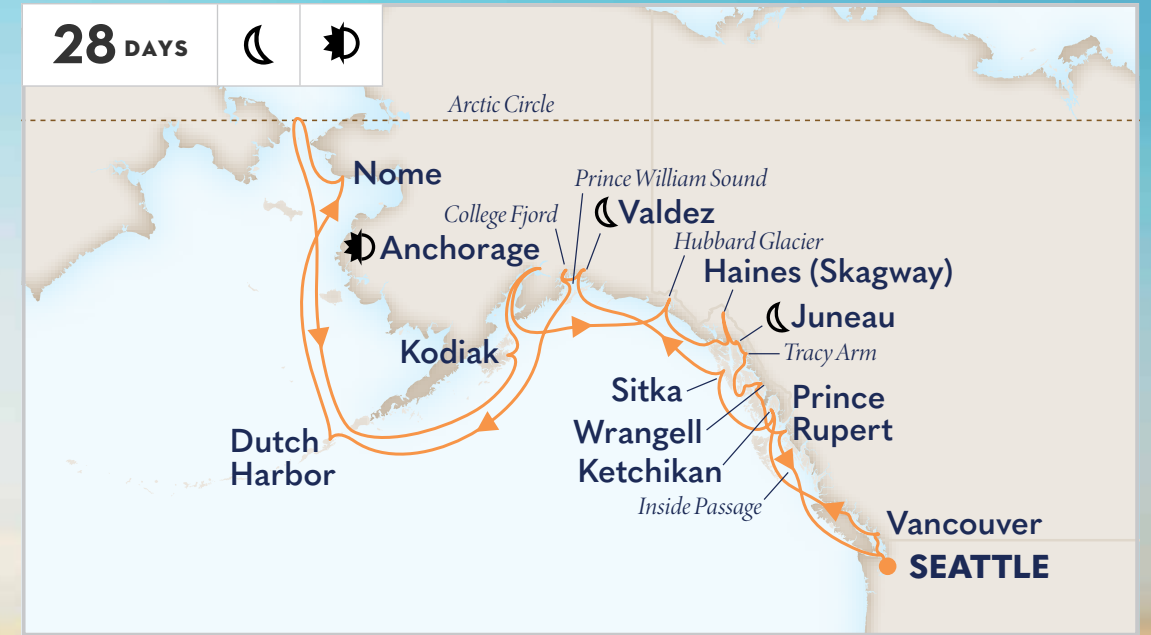 28 DAYS
Arctic Circle
Nome
Prince William Sound
College Fjord
Valdez
Hubbard Glacier
Anchorage
Haines (Skagway)
Juneau
Kodiak
Tracy Arm
Sitka
Prince
Rupert
Wrangell
Dutch
Harbor
Ketchikan
Inside Passage
Vancouver
SEATTLE